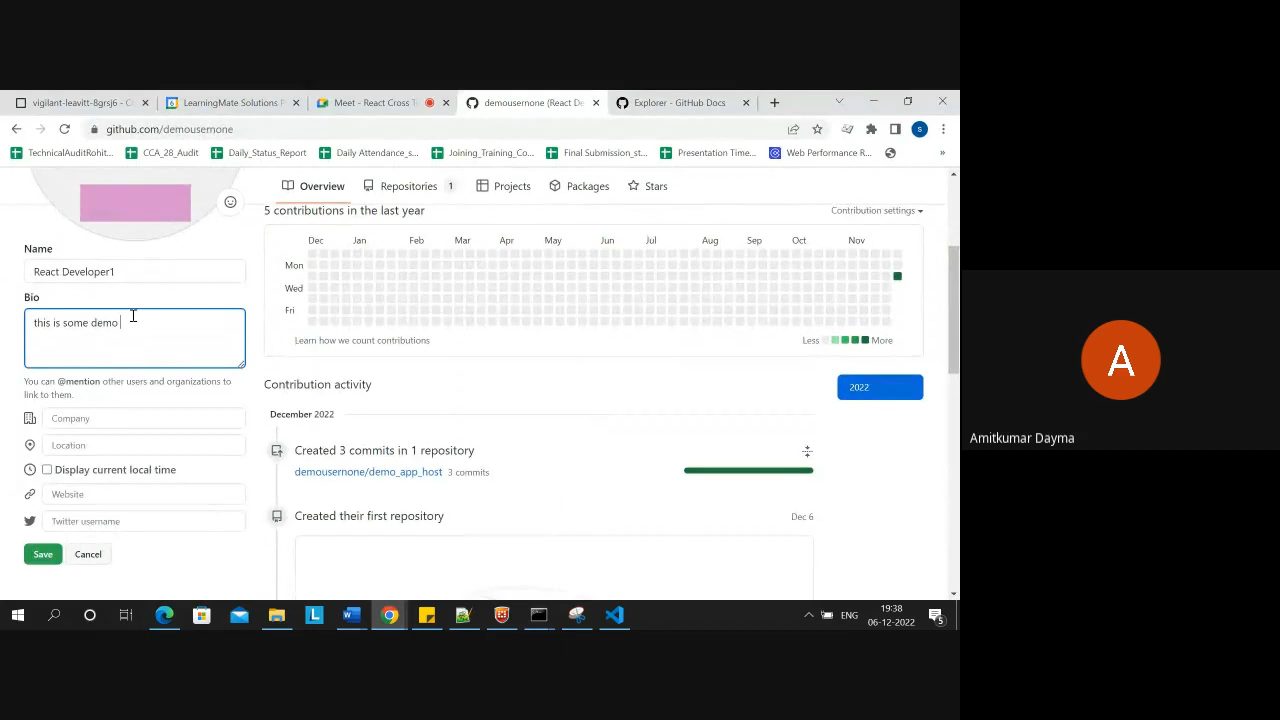 vigilant-leavitt-8grsj6 - C
LearningMate Solutions P
Meet - React Cross T
demousernone (React De
Explorer - GitHub Docs
github.com/demousernone
S
TechnicalAuditRohit...
CCA_28_Audit
Daily_Status_Report
Daily Attendance_s...
Joining_Training_Co...
Final Submission_st...
Presentation Time...
Web Performance R...
»
Overview
Repositories 1
Projects
Packages
Stars
5 contributions in the last year
Contribution settings
Name
React Developer1
Bio
this is some demo
You can @mention other users and organizations to
link to them.
Company
Location
Display current local time
Website
Twitter username
Save
Cancel
Dec Jan Feb Mar Apr May Jun Jul Aug Sep Oct Nov
Mon
Wed
Fri
Learn how we count contributions
Less
More
Contribution activity
2022
December 2022
Created 3 commits in 1 repository
demousernone/demo_app_host 3 commits
Created their first repository
Dec 6
L
ENG
19:38
06-12-2022
5
A
Amitkumar Dayma